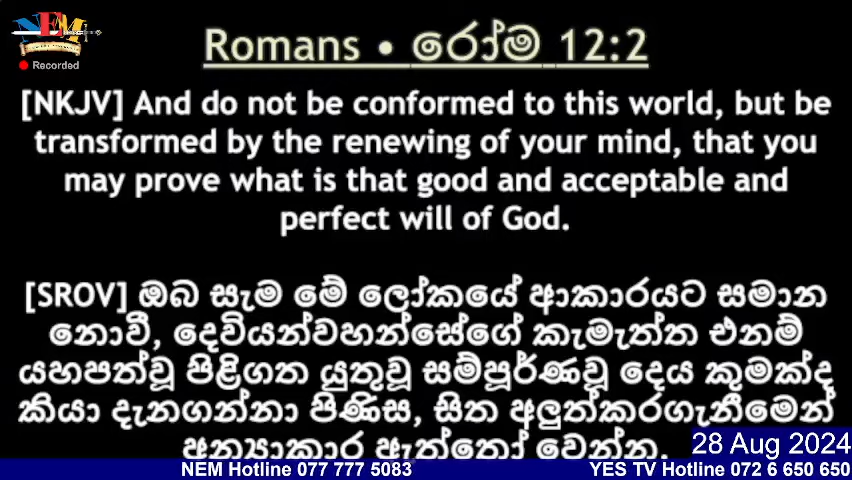 NEM
Recorded
Romans • රෝම 12:2
[NKJV] And do not be conformed to this world, but be
transformed by the renewing of your mind, that you
may prove what is that good and acceptable and
perfect will of God.
[SROV] ඔබ සැම මේ ලෝකයේ ආකාරයට සමාන
නොවී, දෙවියන්වහන්සේගේ කැමැත්ත එනම්
යහපත්වූ පිළිගත යුතුවූ සම්පූර්ණවූ දෙය කුමක්ද
කියා දැනගන්නා පිණිස, සිත අලුත්කරගැනීමෙන්
අන්‍යාකාර ඇත්තෝ වෙන්න.
28 Aug 2024
NEM Hotline 077 777 5083
YES TV Hotline 072 6 650 650